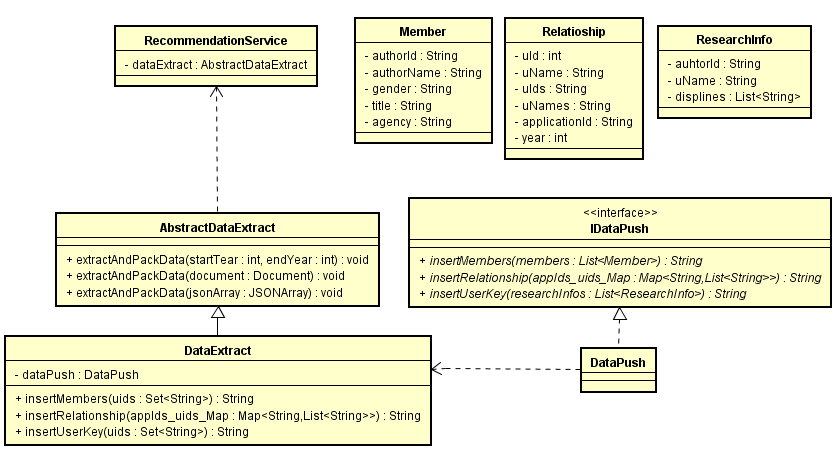 RecommendationService
- dataExtract : AbstractDataExtract
Member
- authorId : String
- authorName : String
- gender : String
- title : String
- agency : String
Relatioship
- uId : int
- uName : String
- uIds : String
- uNames : String
- applicationId : String
- year : int
ResearchInfo
- auhtorId : String
- uName : String
- displines : List<String>
AbstractDataExtract
+ extractAndPackData(startTear : int, endYear : int) : void
+ extractAndPackData(document : Document) : void
+ extractAndPackData(jsonArray : JSONArray) : void
<<interface>>
IDataPush
+ insertMembers(members : List<Member>) : String
+ insertRelationship(appIds_uids_Map : Map<String,List<String>>) : String
+ insertUserKey(researchInfos : List<ResearchInfo>) : String
DataExtract
- dataPush : DataPush
+ insertMembers(uids : Set<String>) : String
+ insertRelationship(appIds_uids_Map : Map<String,List<String>>) : String
+ insertUserKey(uids : Set<String>) : String
DataPush